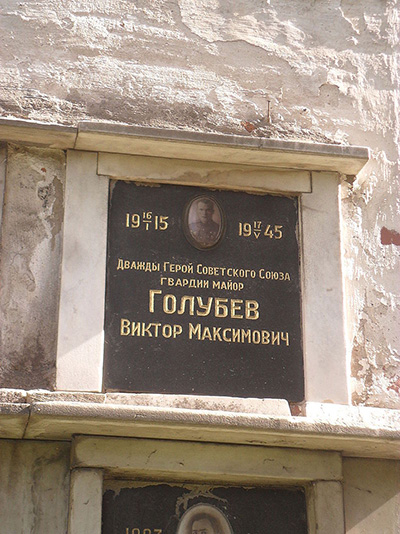 19 16/I 15 19 17/V 45
Дважды Герой Советского Союза
гвардии майор
Голубев
Виктор Максимович